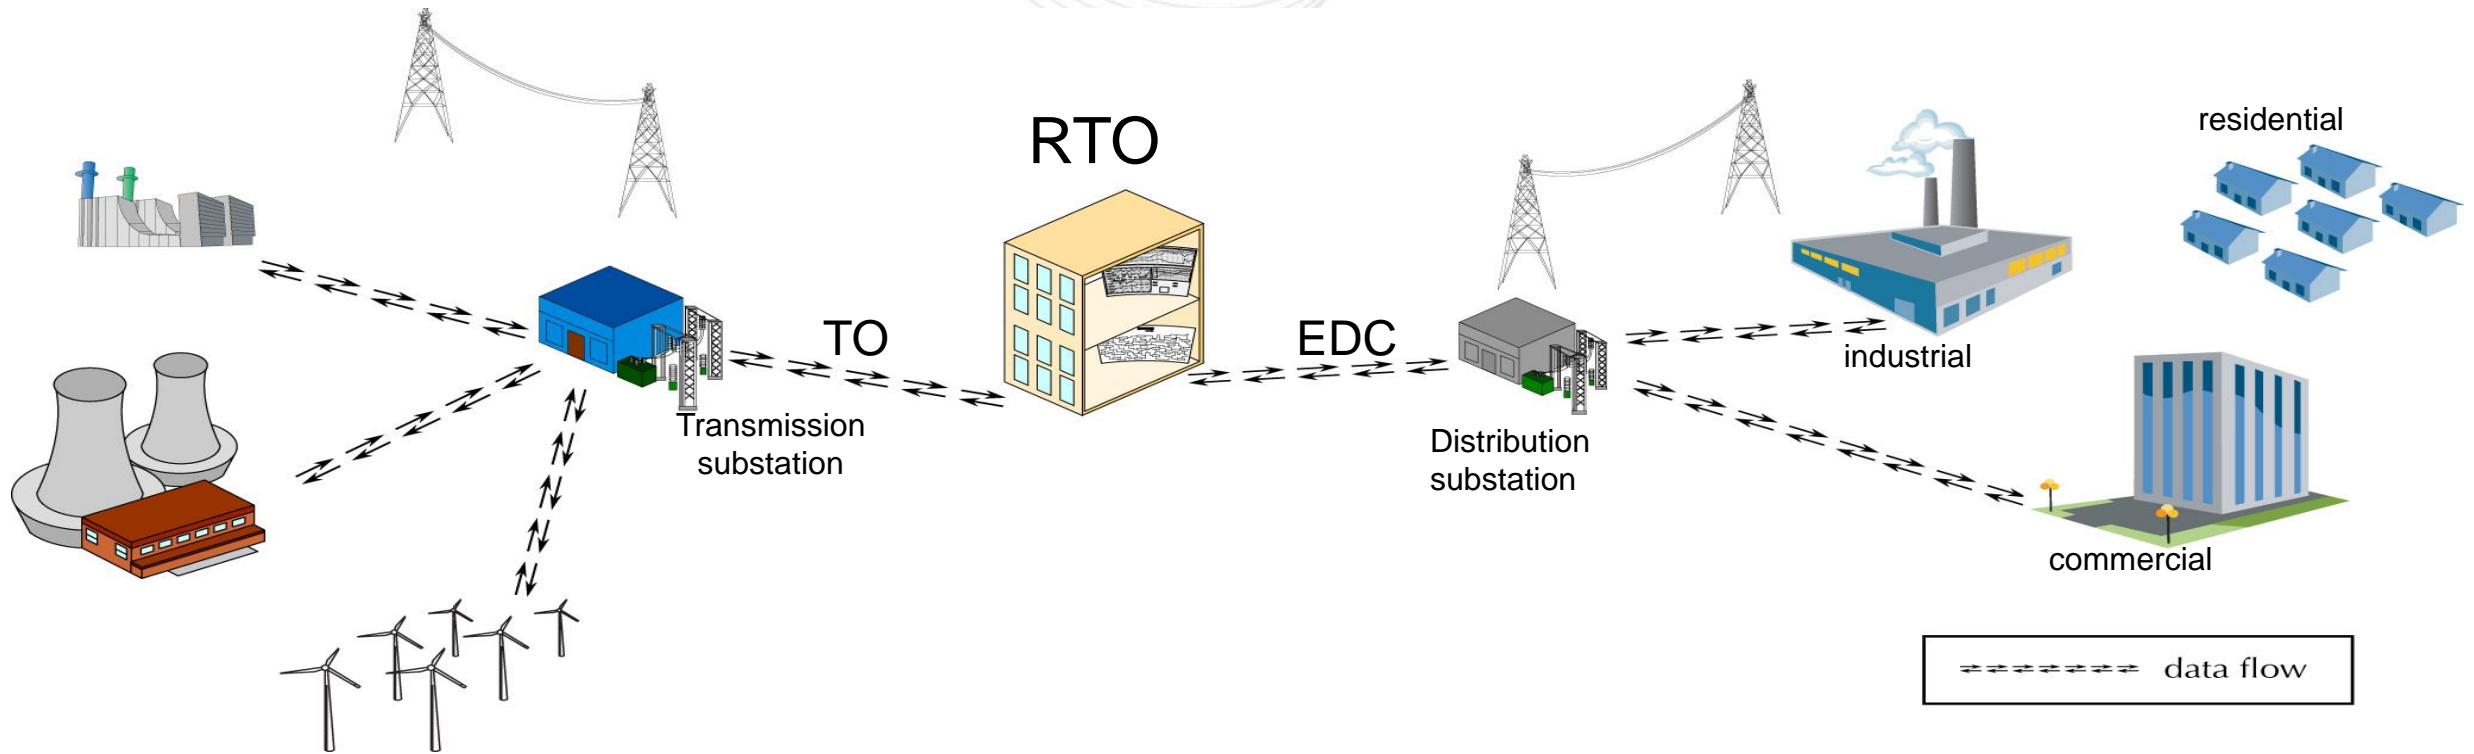 RTO
residential
TO
EDC
industrial
Transmission
substation
Distribution
substation
commercial
data flow